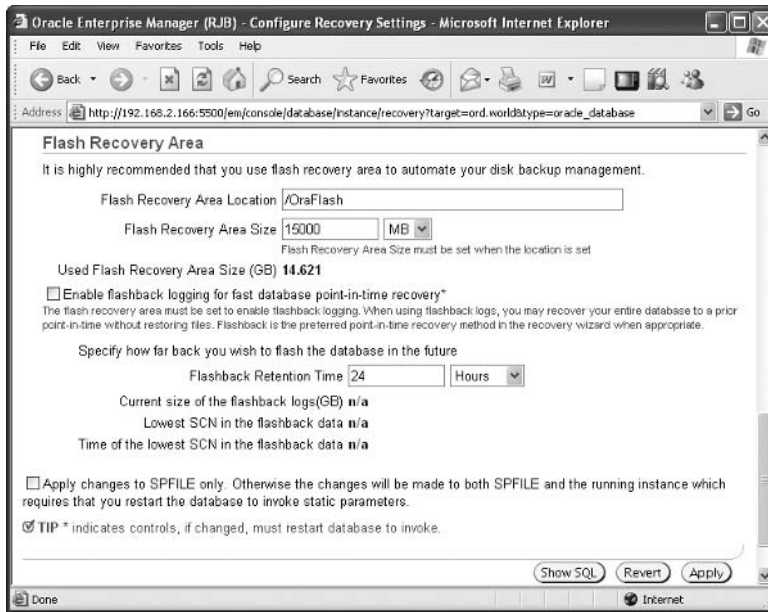 Oracle Enterprise Manager (RJB) - Configure Recovery Settings - Microsoft Internet Explorer
File Edit View Favorites Tools Help
Back Search Favorites
Address http://192.168.2.166:5500/em/console/database/instance/recovery?target=ord.world&type=oracle_database Go
Flash Recovery Area
It is highly recommended that you use flash recovery area to automate your disk backup management.
Flash Recovery Area Location /OraFlash
Flash Recovery Area Size 15000 MB
Flash Recovery Area Size must be set when the location is set
Used Flash Recovery Area Size (GB) 14.621
Enable flashback logging for fast database point-in-time recovery*
The flash recovery area must be set to enable flashback logging. When using flashback logs, you may recover your entire database to a prior
point-in-time without restoring files. Flashback is the preferred point-in-time recovery method in the recovery wizard when appropriate.
Specify how far back you wish to flash the database in the future
Flashback Retention Time 24 Hours
Current size of the flashback logs(GB) n/a
Lowest SCN in the flashback data n/a
Time of the lowest SCN in the flashback data n/a
Apply changes to SPFILE only. Otherwise the changes will be made to both SPFILE and the running instance which
requires that you restart the database to invoke static parameters.
TIP * indicates controls, if changed, must restart database to invoke.
Show SQL Revert Apply
Done Internet